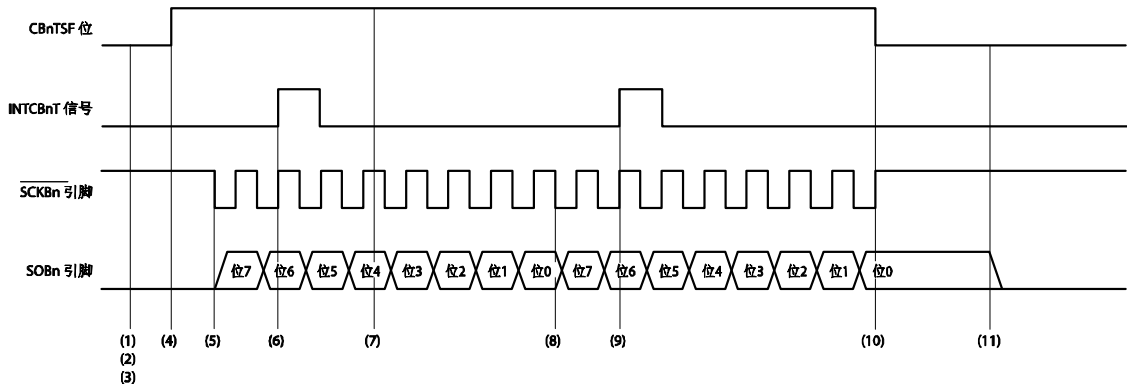 CBnTSF 位
INTCBnT 信号
SCKBn 引脚
SOBn 引脚
位7 位6 位5 位4 位3 位2 位1 位0 位7 位6 位5 位4 位3 位2 位1 位0
(1) (4) (5) (6) (7) (8) (9) (10) (11)
(2)
(3)